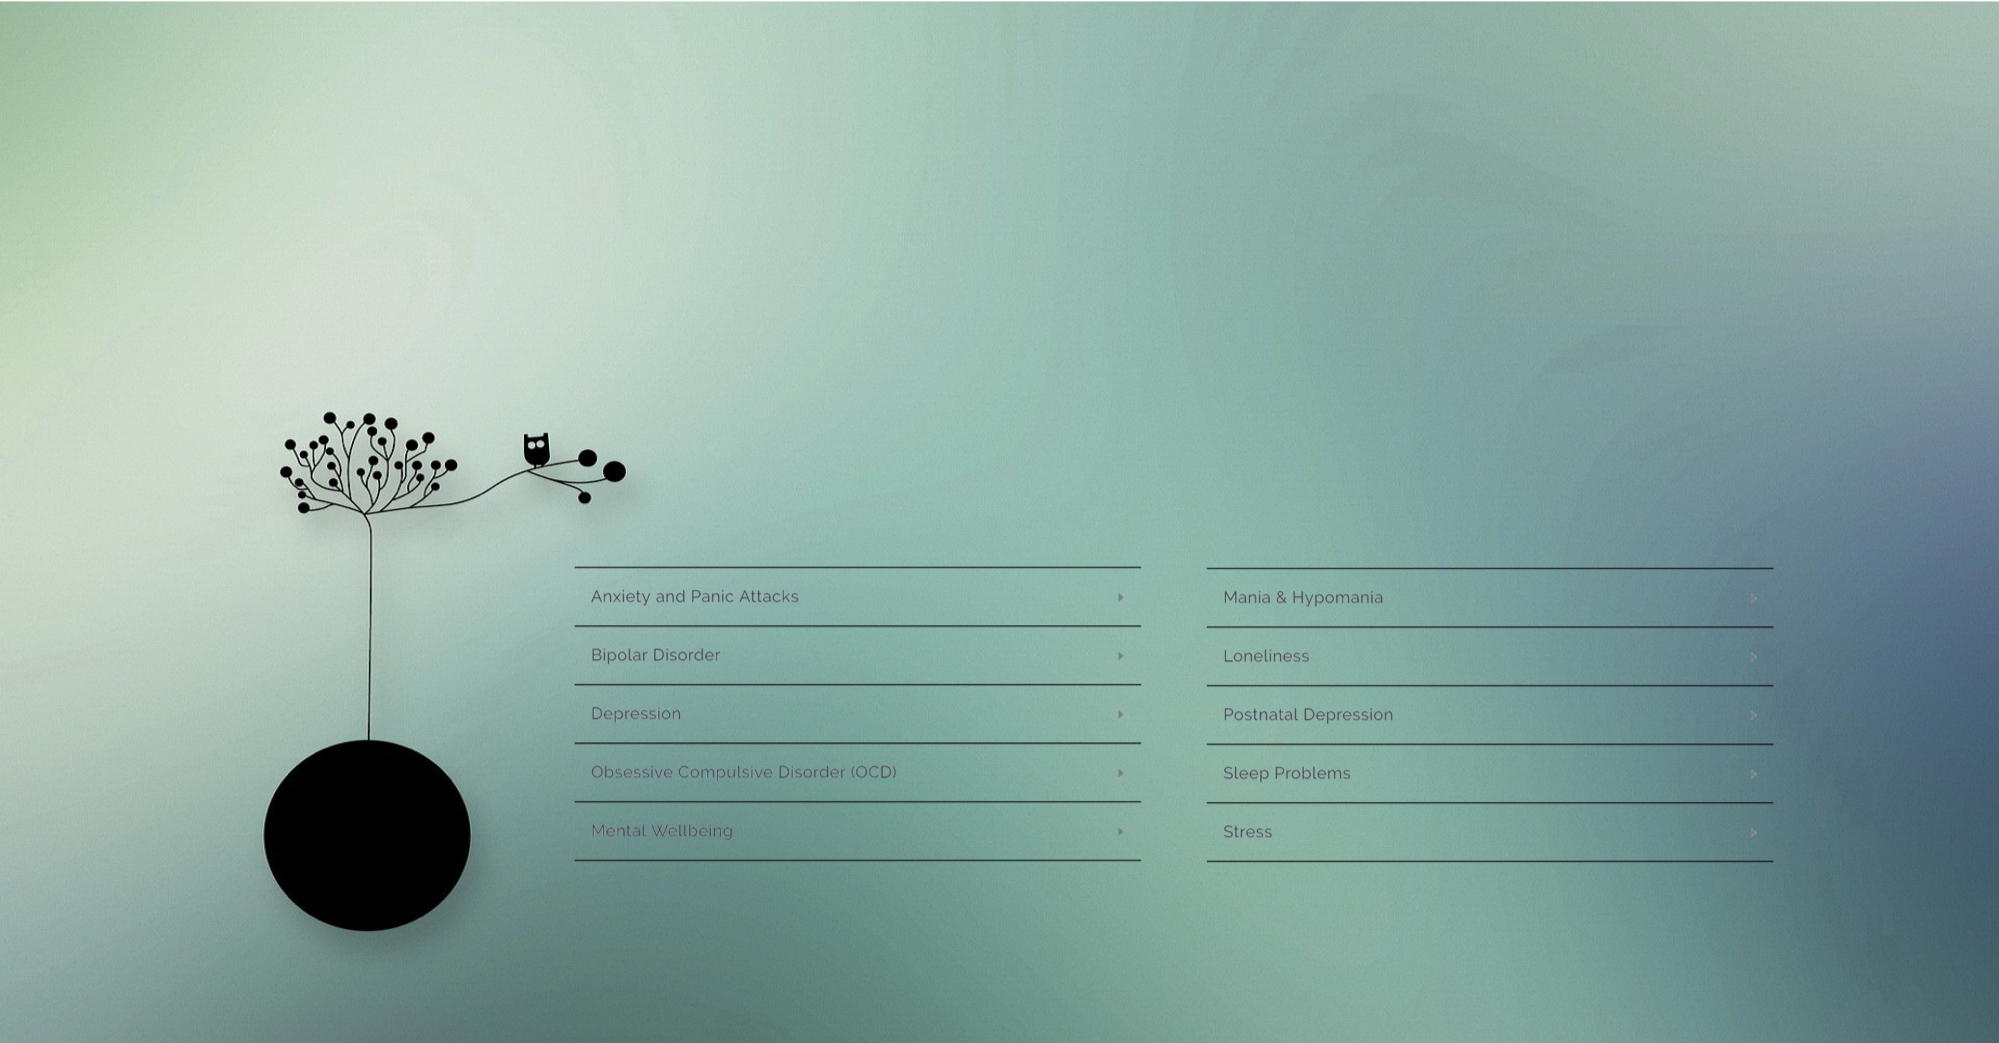 Anxiety and Panic Attacks
Bipolar Disorder
Depression
Obsessive Compulsive Disorder (OCD)
Mental Wellbeing
Mania & Hypomania
Loneliness
Postnatal Depression
Sleep Problems
Stress